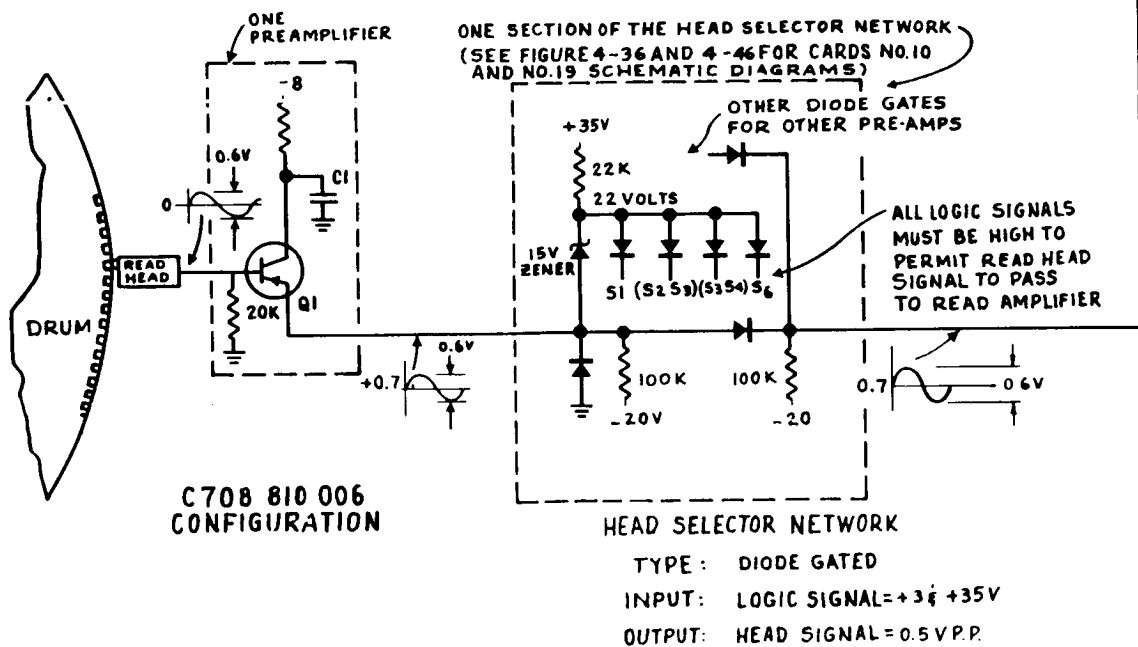 ONE
PREAMPLIFIER
ONE SECTION OF THE HEAD SELECTOR NETWORK
(SEE FIGURE 4-36 AND 4-46 FOR CARDS NO.10
AND NO.19 SCHEMATIC DIAGRAMS)
-8
0.6V
0
C1
READ
HEAD
20K
Q1
DRUM
+0.7
0.6V
+35V
22K
22 VOLTS
15V
ZENER
S1 (S2 S3)(S3 S4) S6
OTHER DIODE GATES
FOR OTHER PRE-AMPS
ALL LOGIC SIGNALS
MUST BE HIGH TO
PERMIT READ HEAD
SIGNAL TO PASS
TO READ AMPLIFIER
100K
-20V
100K
-20
0.7
0.6V
C708 810 006
CONFIGURATION
HEAD SELECTOR NETWORK
TYPE: DIODE GATED
INPUT: LOGIC SIGNAL=+3 & +35V
OUTPUT: HEAD SIGNAL=0.5V P.P.